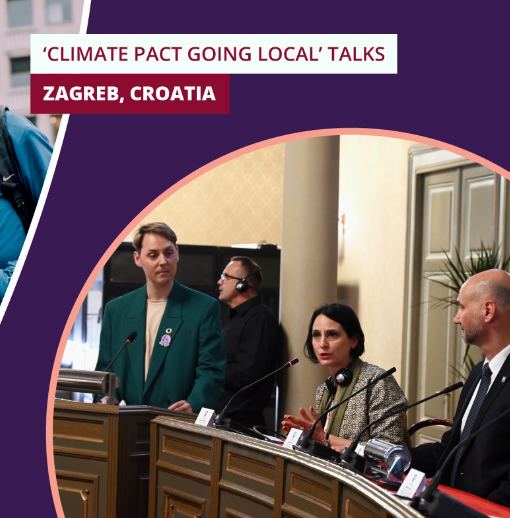 ‘CLIMATE PACT GOING LOCAL’ TALKS
ZAGREB, CROATIA